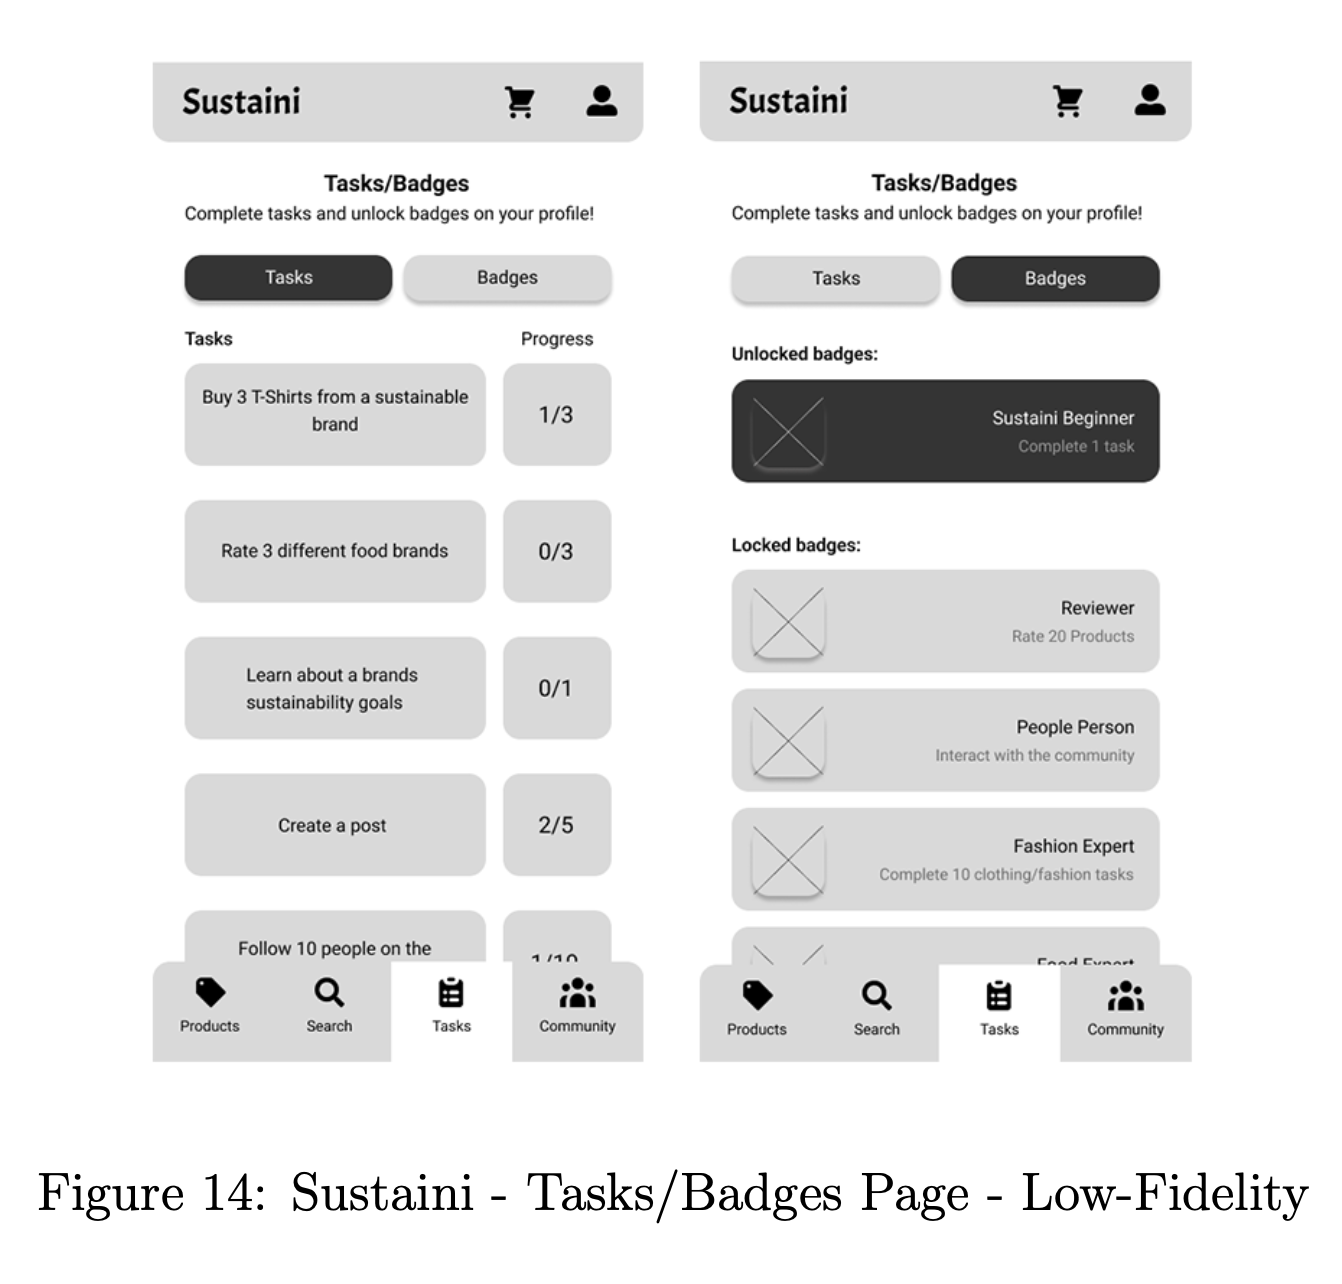 Sustaini
Tasks/Badges
Complete tasks and unlock badges on your profile!
Tasks Badges
Tasks Progress
Buy 3 T-Shirts from a sustainable
brand
1/3
Rate 3 different food brands
0/3
Learn about a brands
sustainability goals
0/1
Create a post
2/5
Follow 10 people on the
1/10
Products Search Tasks Community
Sustaini
Tasks/Badges
Complete tasks and unlock badges on your profile!
Tasks Badges
Unlocked badges:
Sustaini Beginner
Complete 1 task
Locked badges:
Reviewer
Rate 20 Products
People Person
Interact with the community
Fashion Expert
Complete 10 clothing/fashion tasks
Food Expert
Products Search Tasks Community
Figure 14: Sustaini - Tasks/Badges Page - Low-Fidelity